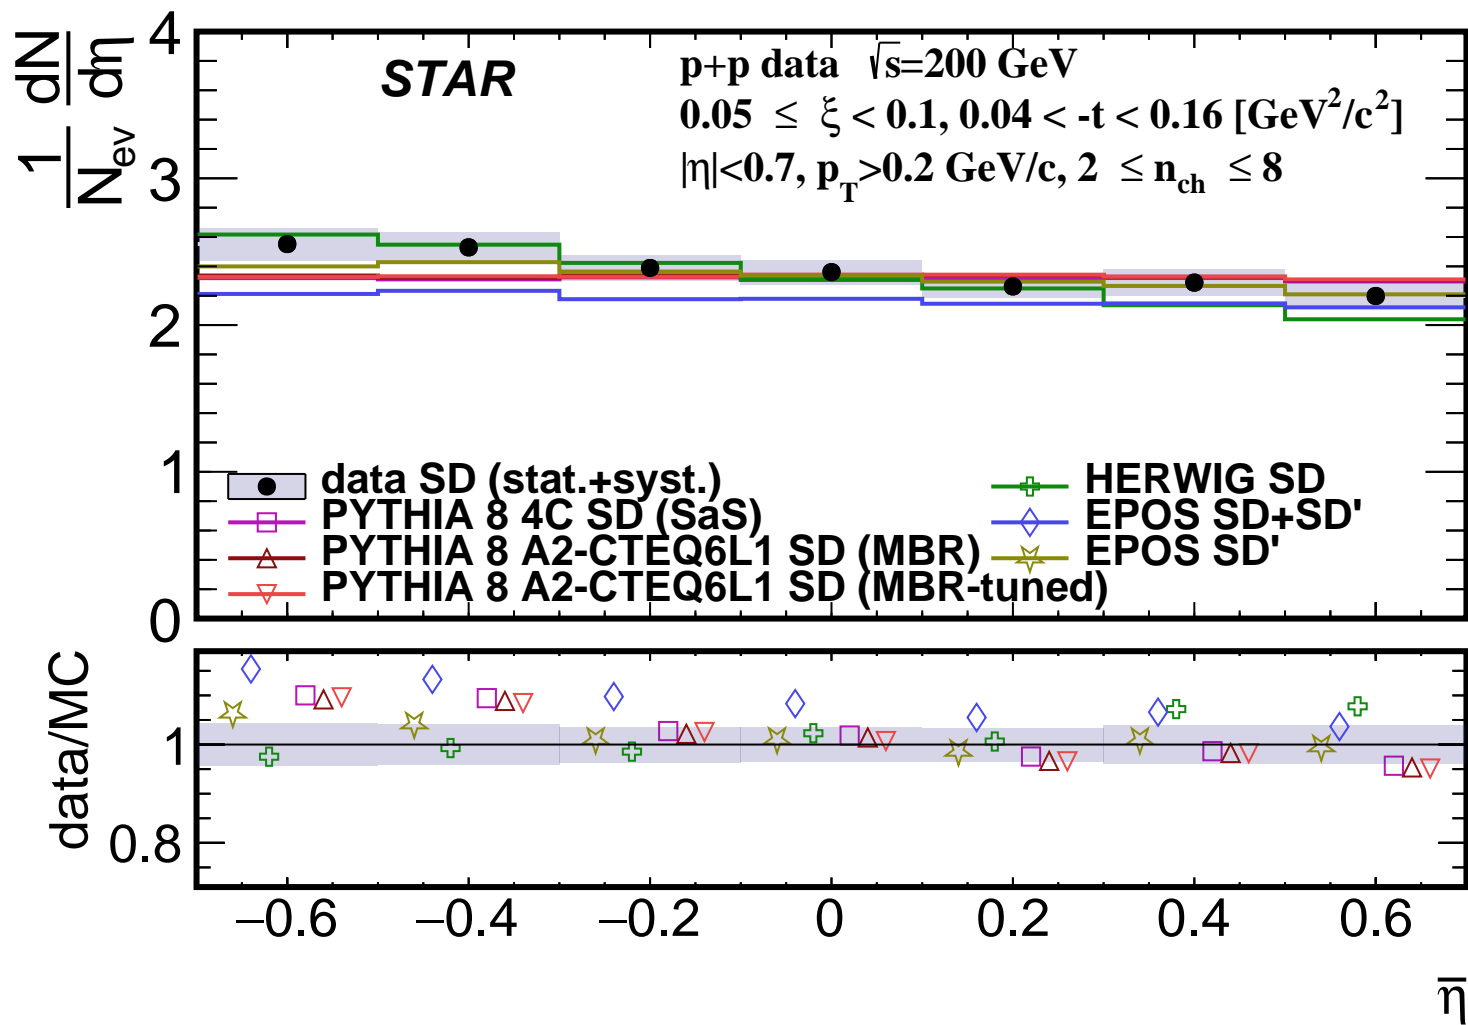 1/N_ev dN/dη
4
3
2
1
0
STAR
p+p data √s=200 GeV
0.05 ≤ ξ < 0.1, 0.04 < -t < 0.16 [GeV²/c²]
|η|<0.7, p_T>0.2 GeV/c, 2 ≤ n_ch ≤ 8
data SD (stat.+syst.)
PYTHIA 8 4C SD (SaS)
PYTHIA 8 A2-CTEQ6L1 SD (MBR)
PYTHIA 8 A2-CTEQ6L1 SD (MBR-tuned)
HERWIG SD
EPOS SD+SD'
EPOS SD'
data/MC
1
0.8
−0.6 −0.4 −0.2 0 0.2 0.4 0.6
η̅